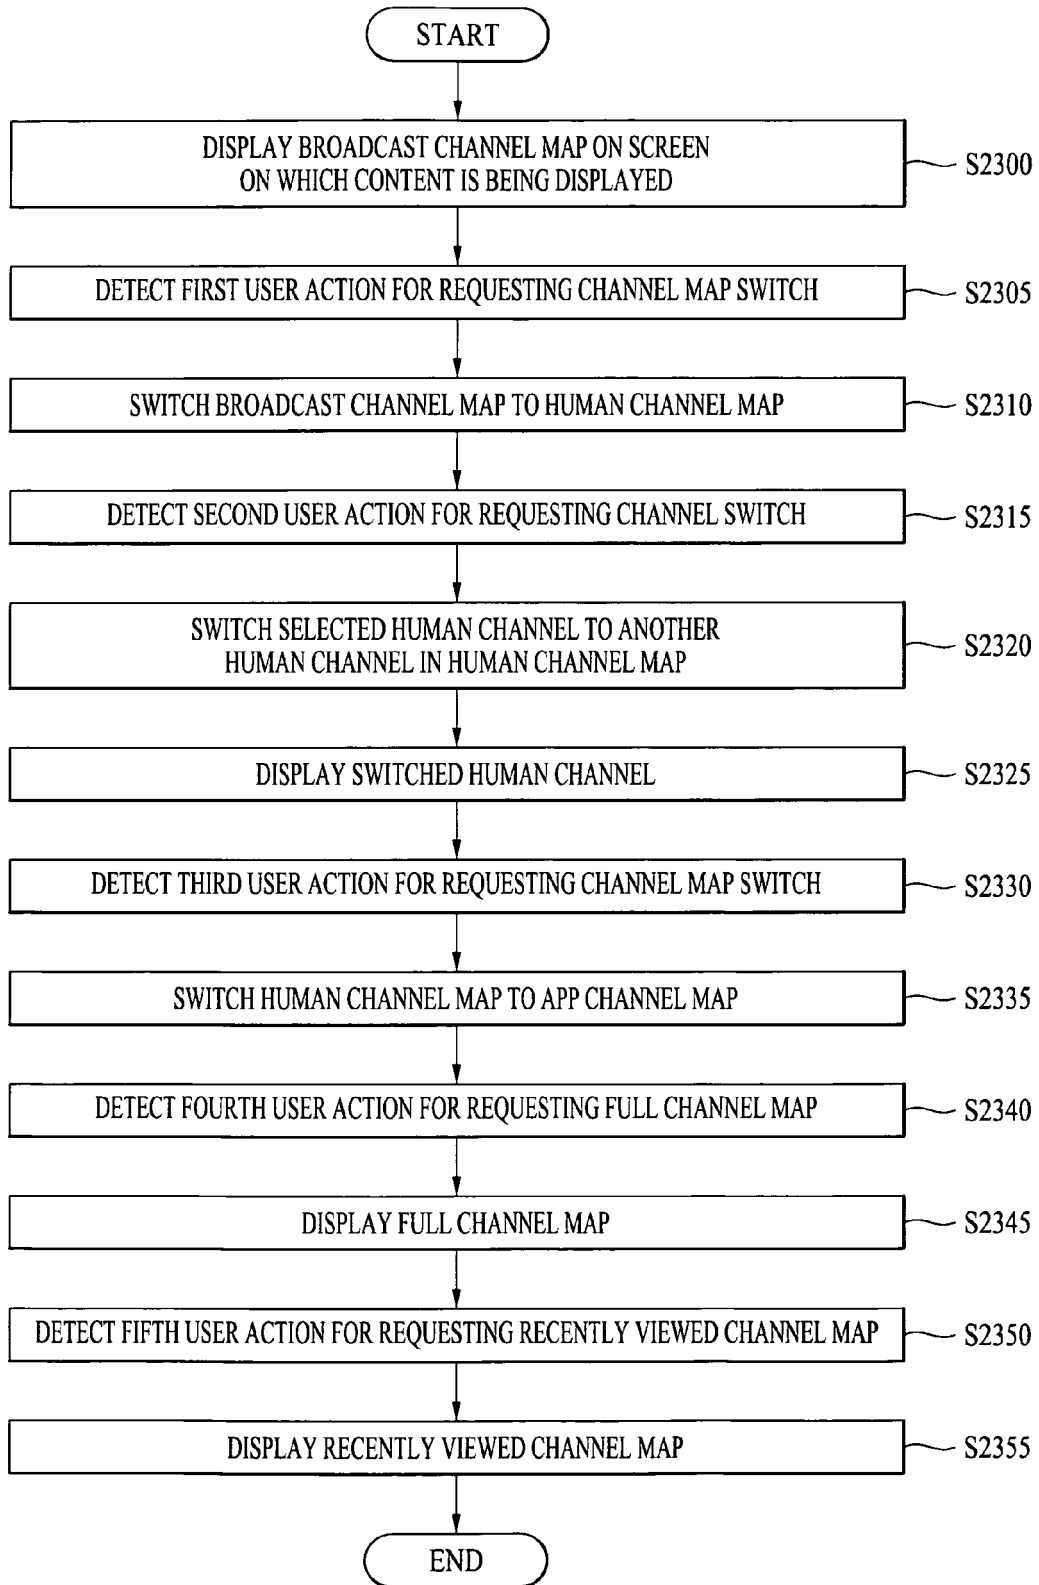 START
DISPLAY BROADCAST CHANNEL MAP ON SCREEN
ON WHICH CONTENT IS BEING DISPLAYED
S2300
DETECT FIRST USER ACTION FOR REQUESTING CHANNEL MAP SWITCH
S2305
SWITCH BROADCAST CHANNEL MAP TO HUMAN CHANNEL MAP
S2310
DETECT SECOND USER ACTION FOR REQUESTING CHANNEL SWITCH
S2315
SWITCH SELECTED HUMAN CHANNEL TO ANOTHER
HUMAN CHANNEL IN HUMAN CHANNEL MAP
S2320
DISPLAY SWITCHED HUMAN CHANNEL
S2325
DETECT THIRD USER ACTION FOR REQUESTING CHANNEL MAP SWITCH
S2330
SWITCH HUMAN CHANNEL MAP TO APP CHANNEL MAP
S2335
DETECT FOURTH USER ACTION FOR REQUESTING FULL CHANNEL MAP
S2340
DISPLAY FULL CHANNEL MAP
S2345
DETECT FIFTH USER ACTION FOR REQUESTING RECENTLY VIEWED CHANNEL MAP
S2350
DISPLAY RECENTLY VIEWED CHANNEL MAP
S2355
END